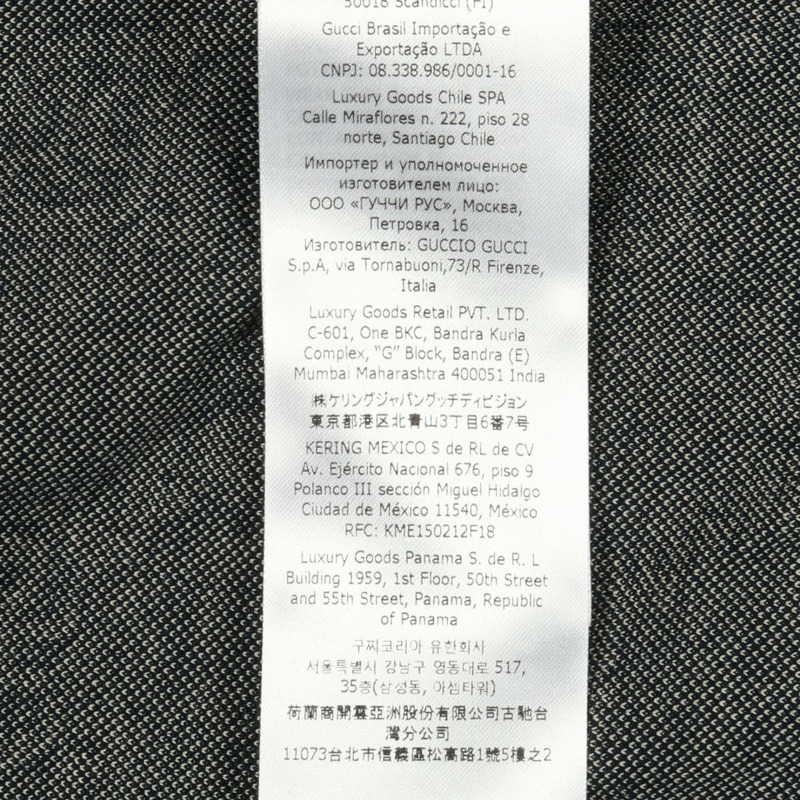 50018 Scandicci (FI)
Gucci Brasil Importação e
Exportação LTDA
CNPJ: 08.338.986/0001-16
Luxury Goods Chile SPA
Calle Miraflores n. 222, piso 28
norte, Santiago Chile
Импортер и уполномоченное
изготовителем лицо:
ООО «ГУЧЧИ РУС», Москва,
Петровка, 16
Изготовитель: GUCCIO GUCCI
S.p.A, via Tornabuoni,73/R Firenze,
Italia
Luxury Goods Retail PVT. LTD.
C-601, One BKC, Bandra Kurla
Complex, "G" Block, Bandra (E)
Mumbai Maharashtra 400051 India
㈱ケリングジャパングッチディビジョン
東京都港区北青山3丁目6番7号
KERING MEXICO S de RL de CV
Av. Ejército Nacional 676, piso 9
Polanco III sección Miguel Hidalgo
Ciudad de México 11540, México
RFC: KME150212F18
Luxury Goods Panama S. de R. L
Building 1959, 1st Floor, 50th Street
and 55th Street, Panama, Republic
of Panama
구찌코리아 유한회사
서울특별시 강남구 영동대로 517,
35층(삼성동, 아셈타워)
荷蘭商開雲亞洲股份有限公司古馳台
灣分公司
11073台北市信義區松高路1號5樓之2